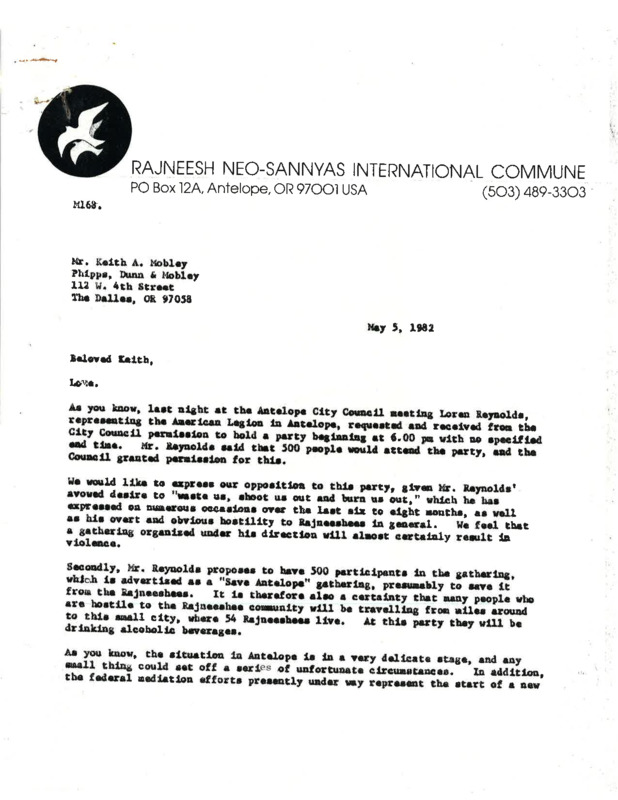 RAJNEESH NEO-SANNYAS INTERNATIONAL COMMUNE
PO Box 12A, Antelope, OR 97001 USA (503) 489-3303
M168.
Mr. Keith A. Mobley
Phipps, Dunn & Mobley
112 W. 4th Street
The Dalles, OR 97058
May 5, 1982
Beloved Keith,
Love.
As you know, last night at the Antelope City Council meeting Loren Reynolds,
representing the American Legion in Antelope, requested and received from the
City Council permission to hold a party beginning at 6.00 pm with no specified
end time. Mr. Reynolds said that 500 people would attend the party, and the
Council granted permission for this.
We would like to express our opposition to this party, given Mr. Reynolds'
avowed desire to "waste us, shoot us out and burn us out," which he has
expressed on numerous occasions over the last six to eight months, as well
as his overt and obvious hostility to Rajneeshees in general. We feel that
a gathering organized under his direction will almost certainly result in
violence.
Secondly, Mr. Reynolds proposes to have 500 participants in the gathering,
which is advertised as a "Save Antelope" gathering, presumably to save it
from the Rajneeshees. It is therefore also a certainty that many people who
are hostile to the Rajneeshee community will be travelling from miles around
to this small city, where 54 Rajneeshees live. At this party they will be
drinking alcoholic beverages.
As you know, the situation in Antelope is in a very delicate stage, and any
small thing could set off a series of unfortunate circumstances. In addition,
the federal mediation efforts presently under way represent the start of a new